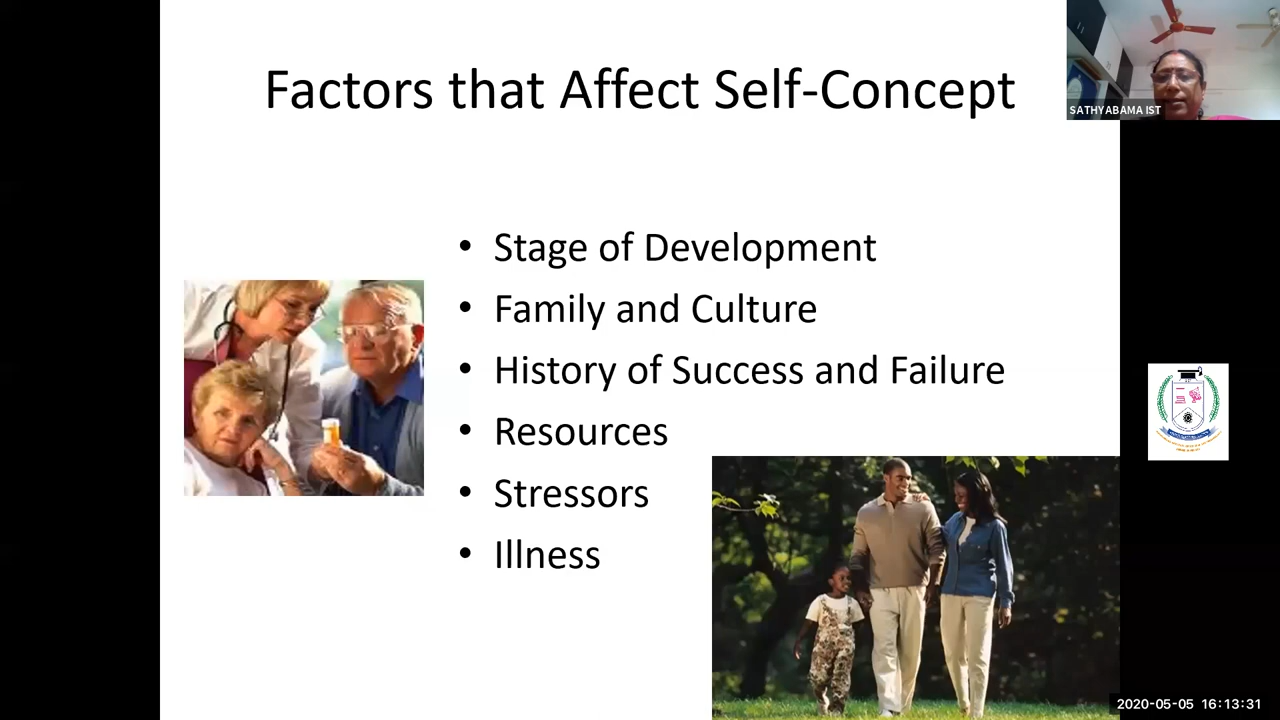 Factors that Affect Self-Concept
SATHYABAMA IST
• Stage of Development
• Family and Culture
• History of Success and Failure
• Resources
• Stressors
• Illness
2020-05-05 16:13:31